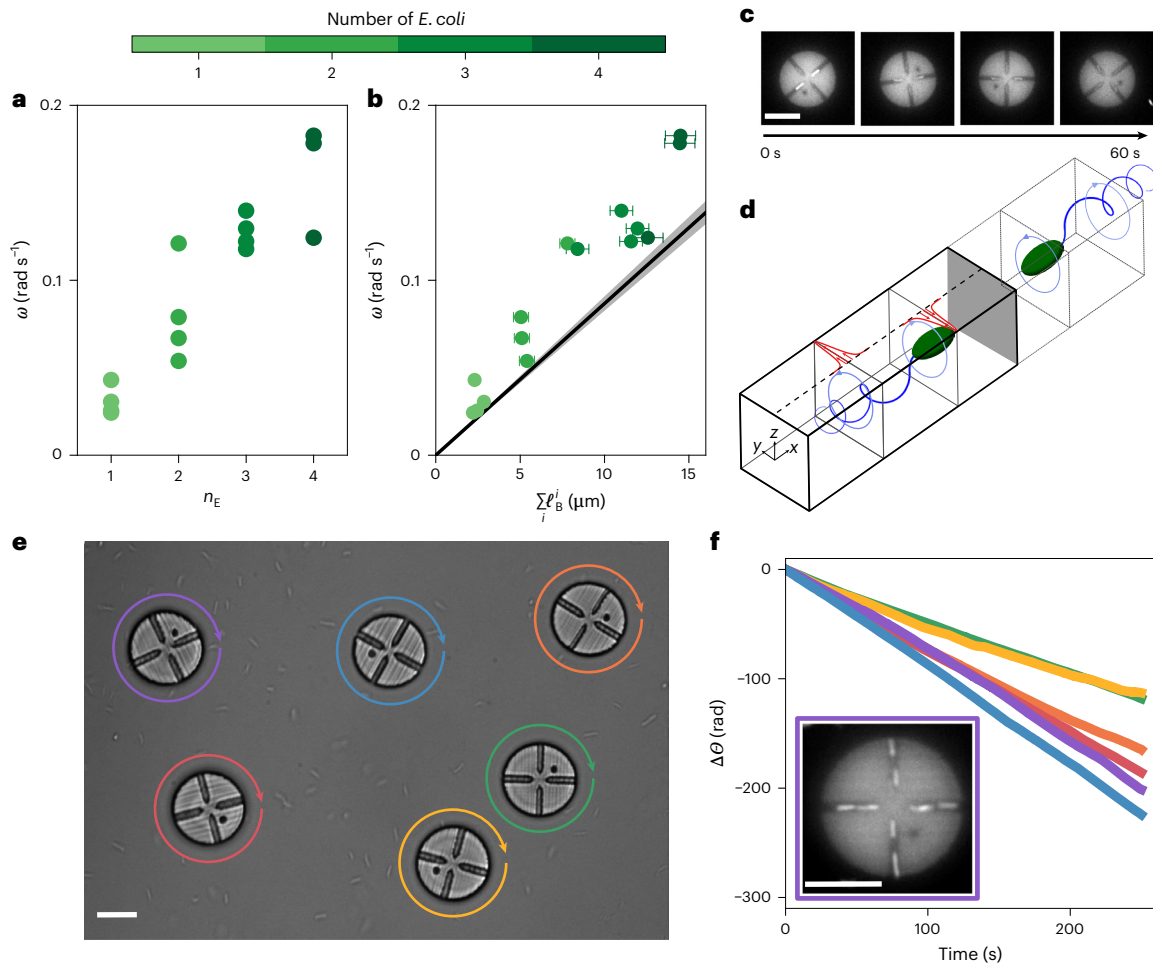 Number of E. coli
1 2 3 4
a
0.2
0.1
0
ω (rad s⁻¹)
1 2 3 4
n_E
b
0.2
0.1
0
ω (rad s⁻¹)
0 5 10 15
∑_i ℓ_B^i (μm)
c
0 s 60 s
d
z
y x
e
f
0
−100
−200
−300
ΔΘ (rad)
0 100 200
Time (s)